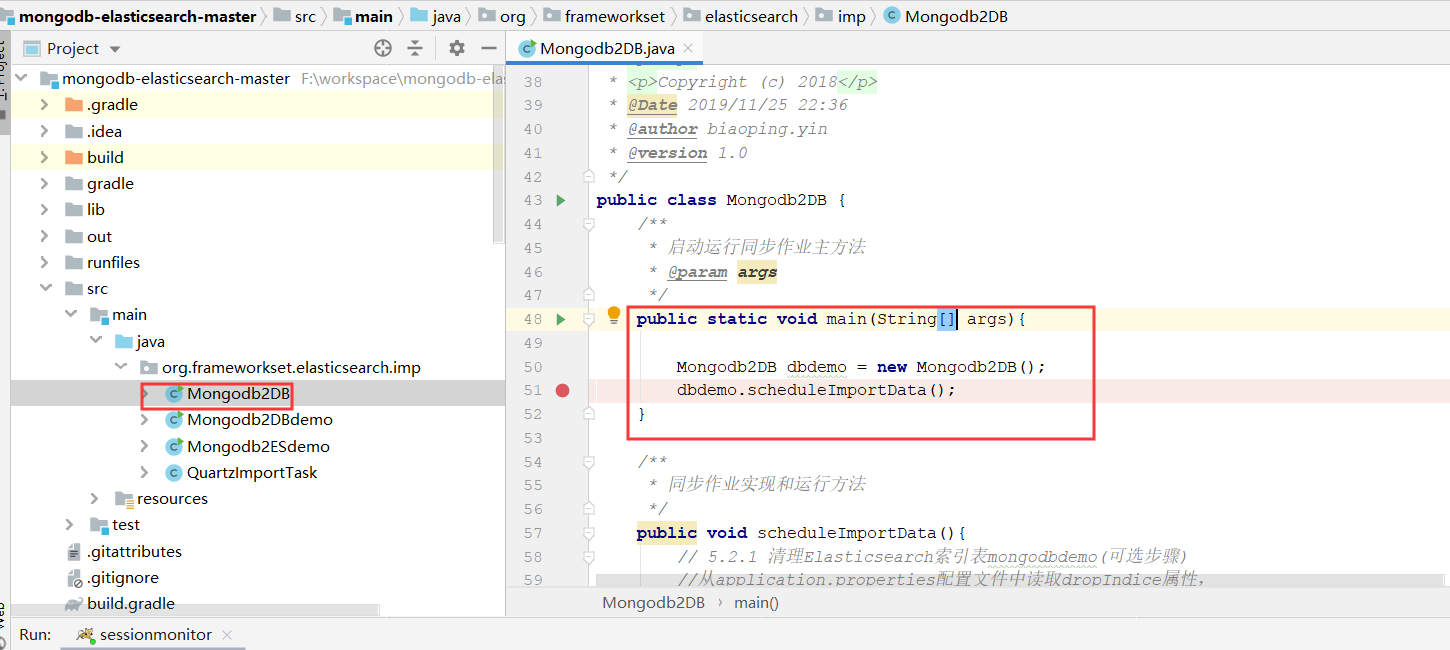 mongodb-elasticsearch-master src main java org frameworkset elasticsearch imp Mongodb2DB
Project
Mongodb2DB.java
mongodb-elasticsearch-master F:\workspace\mongodb-ela
.gradle
.idea
build
gradle
lib
out
runfiles
src
main
java
org.frameworkset.elasticsearch.imp
Mongodb2DB
Mongodb2DBdemo
Mongodb2ESdemo
QuartzImportTask
resources
test
.gitattributes
.gitignore
build.gradle
38 * <p>Copyright (c) 2018</p>
39 * @Date 2019/11/25 22:36
40 * @author biaoping.yin
41 * @version 1.0
42 */
43 public class Mongodb2DB {
44 /**
45 * 启动运行同步作业主方法
46 * @param args
47 */
48 public static void main(String[] args){
49
50 Mongodb2DB dbdemo = new Mongodb2DB();
51 dbdemo.scheduleImportData();
52 }
53
54 /**
55 * 同步作业实现和运行方法
56 */
57 public void scheduleImportData(){
58 // 5.2.1 清理Elasticsearch索引表mongodbdemo(可选步骤)
59 //从application.properties配置文件中读取dropIndice属性，
Mongodb2DB › main()
Run: sessionmonitor